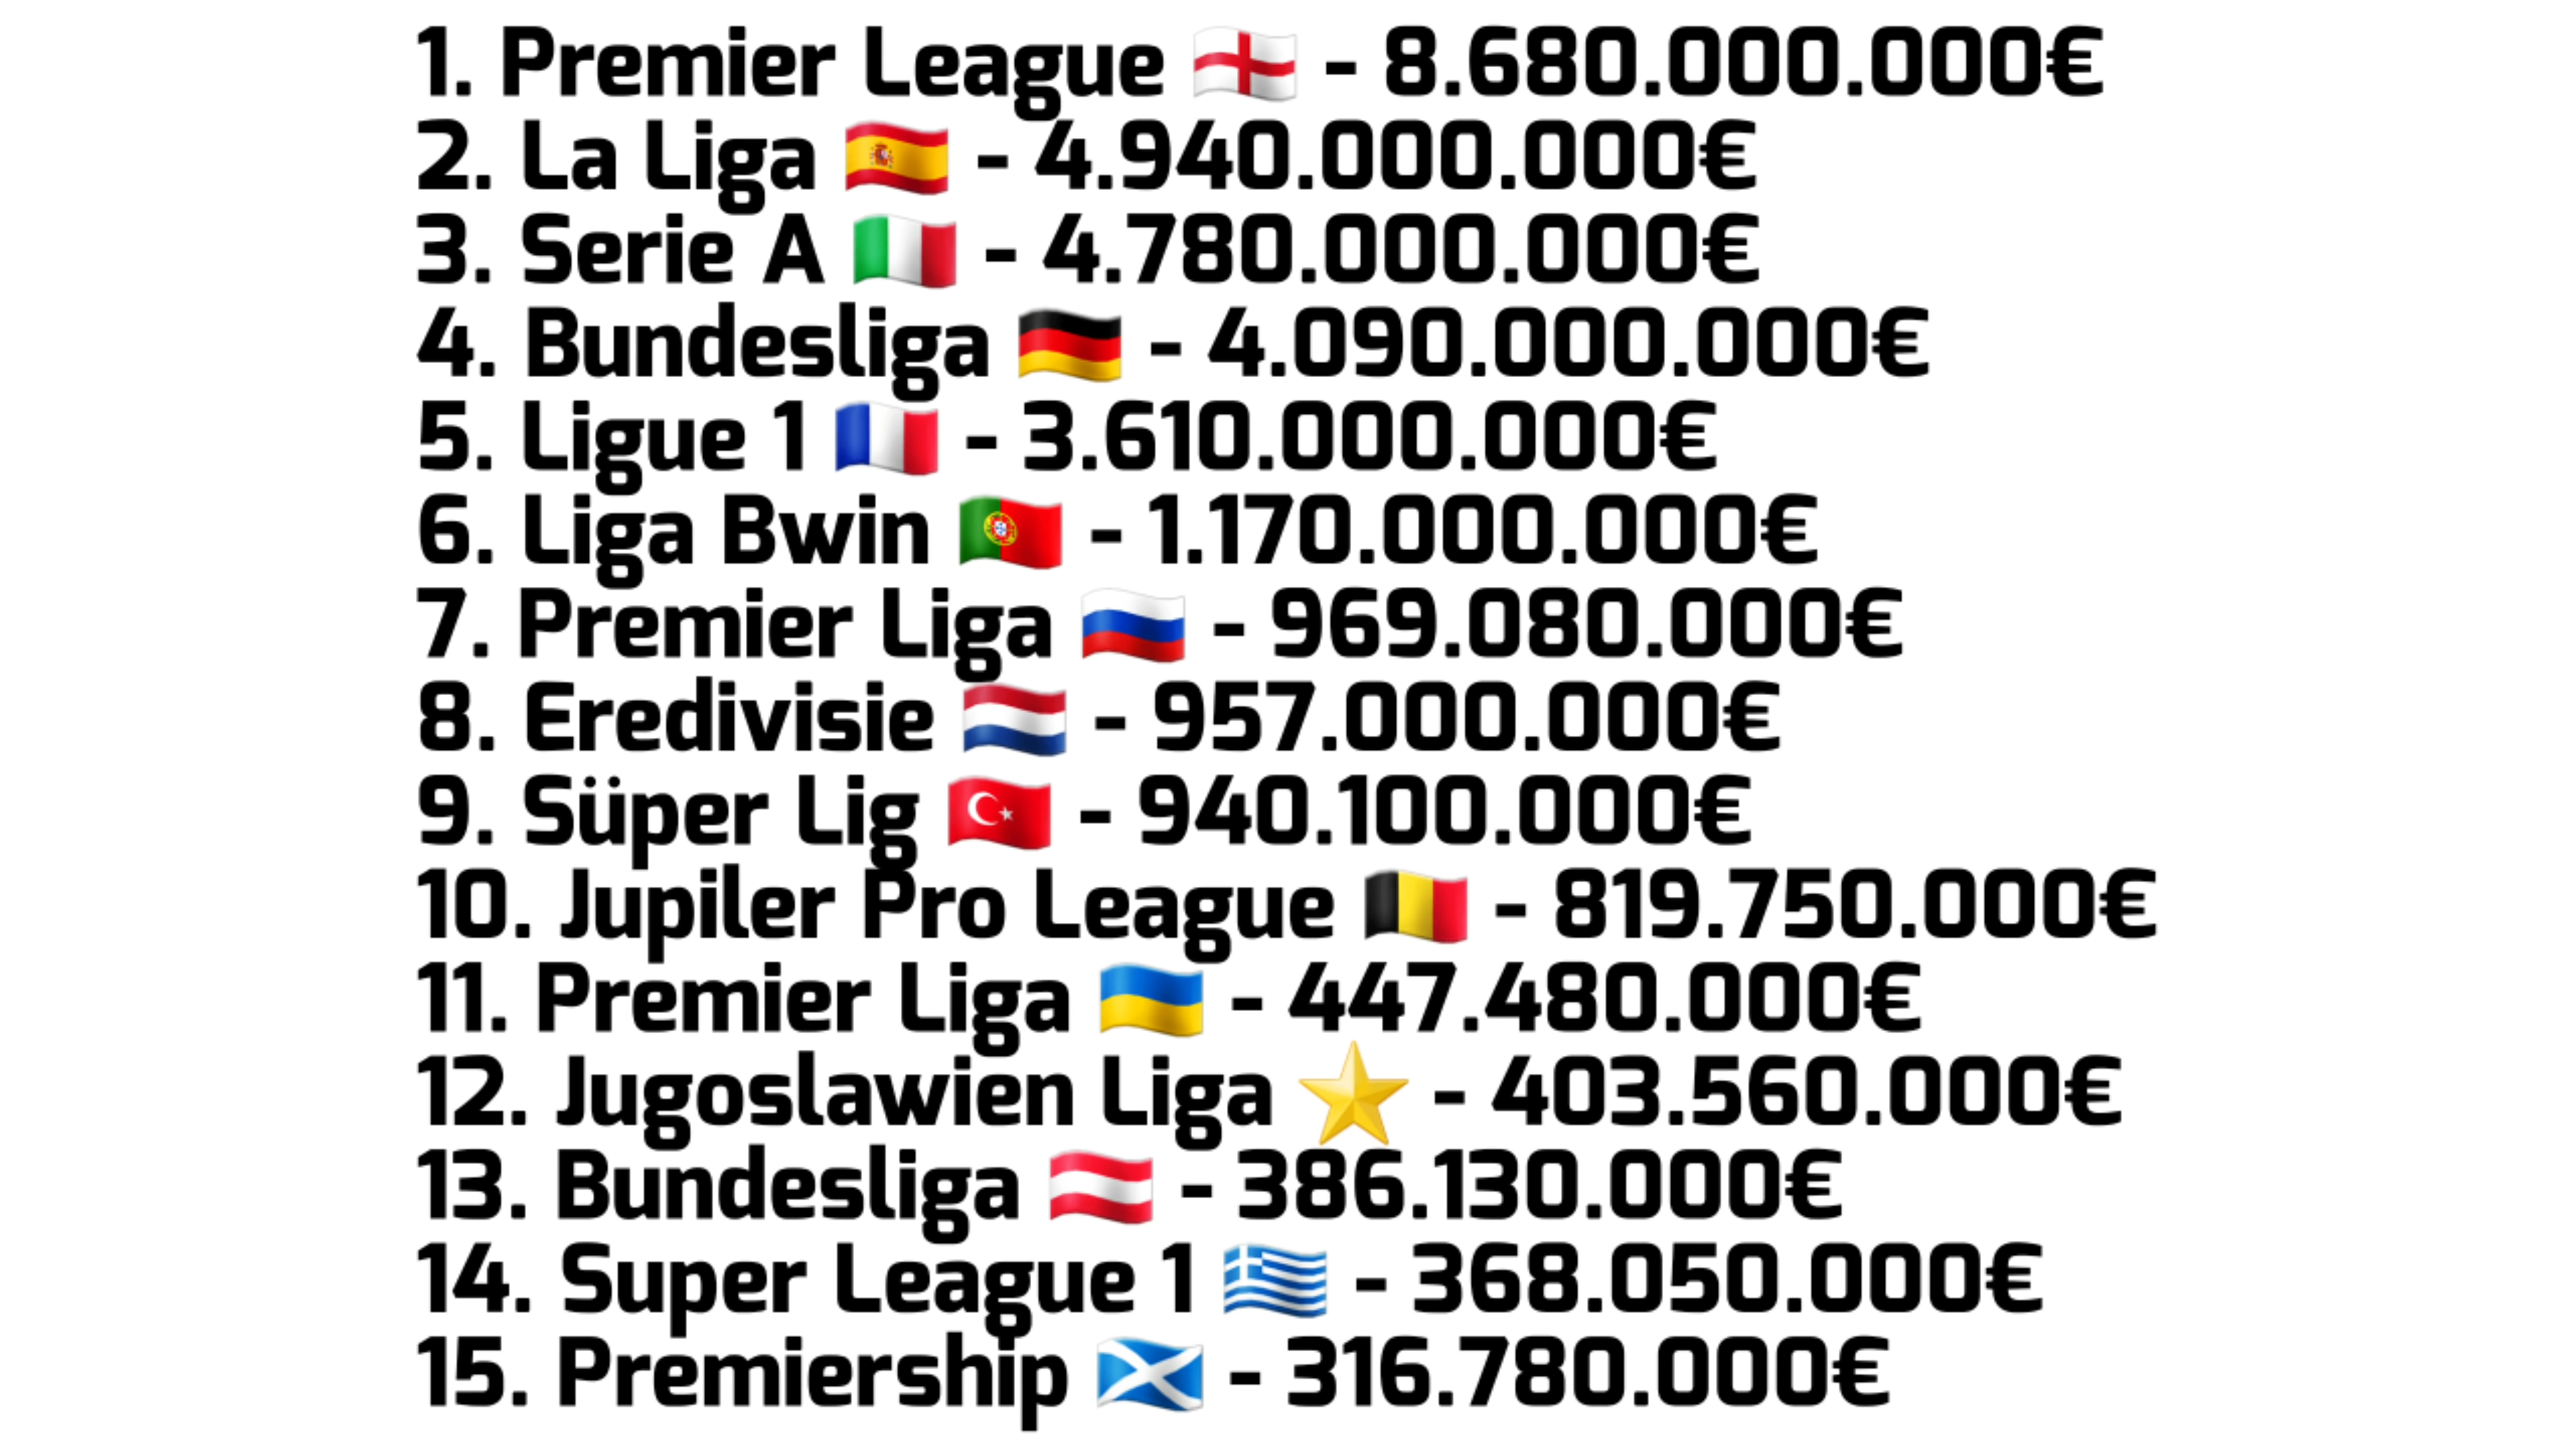 1. Premier League 🏴󠁧󠁢󠁥󠁮󠁧󠁿 - 8.680.000.000€
2. La Liga 🇪🇸 - 4.940.000.000€
3. Serie A 🇮🇹 - 4.780.000.000€
4. Bundesliga 🇩🇪 - 4.090.000.000€
5. Ligue 1 🇫🇷 - 3.610.000.000€
6. Liga Bwin 🇵🇹 - 1.170.000.000€
7. Premier Liga 🇷🇺 - 969.080.000€
8. Eredivisie 🇳🇱 - 957.000.000€
9. Süper Lig 🇹🇷 - 940.100.000€
10. Jupiler Pro League 🇧🇪 - 819.750.000€
11. Premier Liga 🇺🇦 - 447.480.000€
12. Jugoslawien Liga ⭐ - 403.560.000€
13. Bundesliga 🇦🇹 - 386.130.000€
14. Super League 1 🇬🇷 - 368.050.000€
15. Premiership 🏴󠁧󠁢󠁳󠁣󠁴󠁿 - 316.780.000€